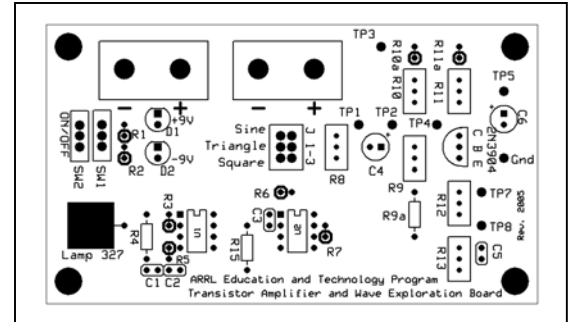 TP3
R10a
R11a
TP5
R10
R11
- +
- +
ON/OFF
+9V
D1
R1
-9V
D2
R2
SW2
SW1
Sine
Triangle
Square
J 1-3
R8
TP1
TP2
C4
TP4
R9
R9a
C
B
E
2N3904
C6
Gnd
R6
R12
TP7
TP8
R13
C5
Rev. 2005
Lamp 327
R4
R3
R5
C1 C2
R15
C3
R7
ARRL Education and Technology Program
Transistor Amplifier and Wave Exploration Board